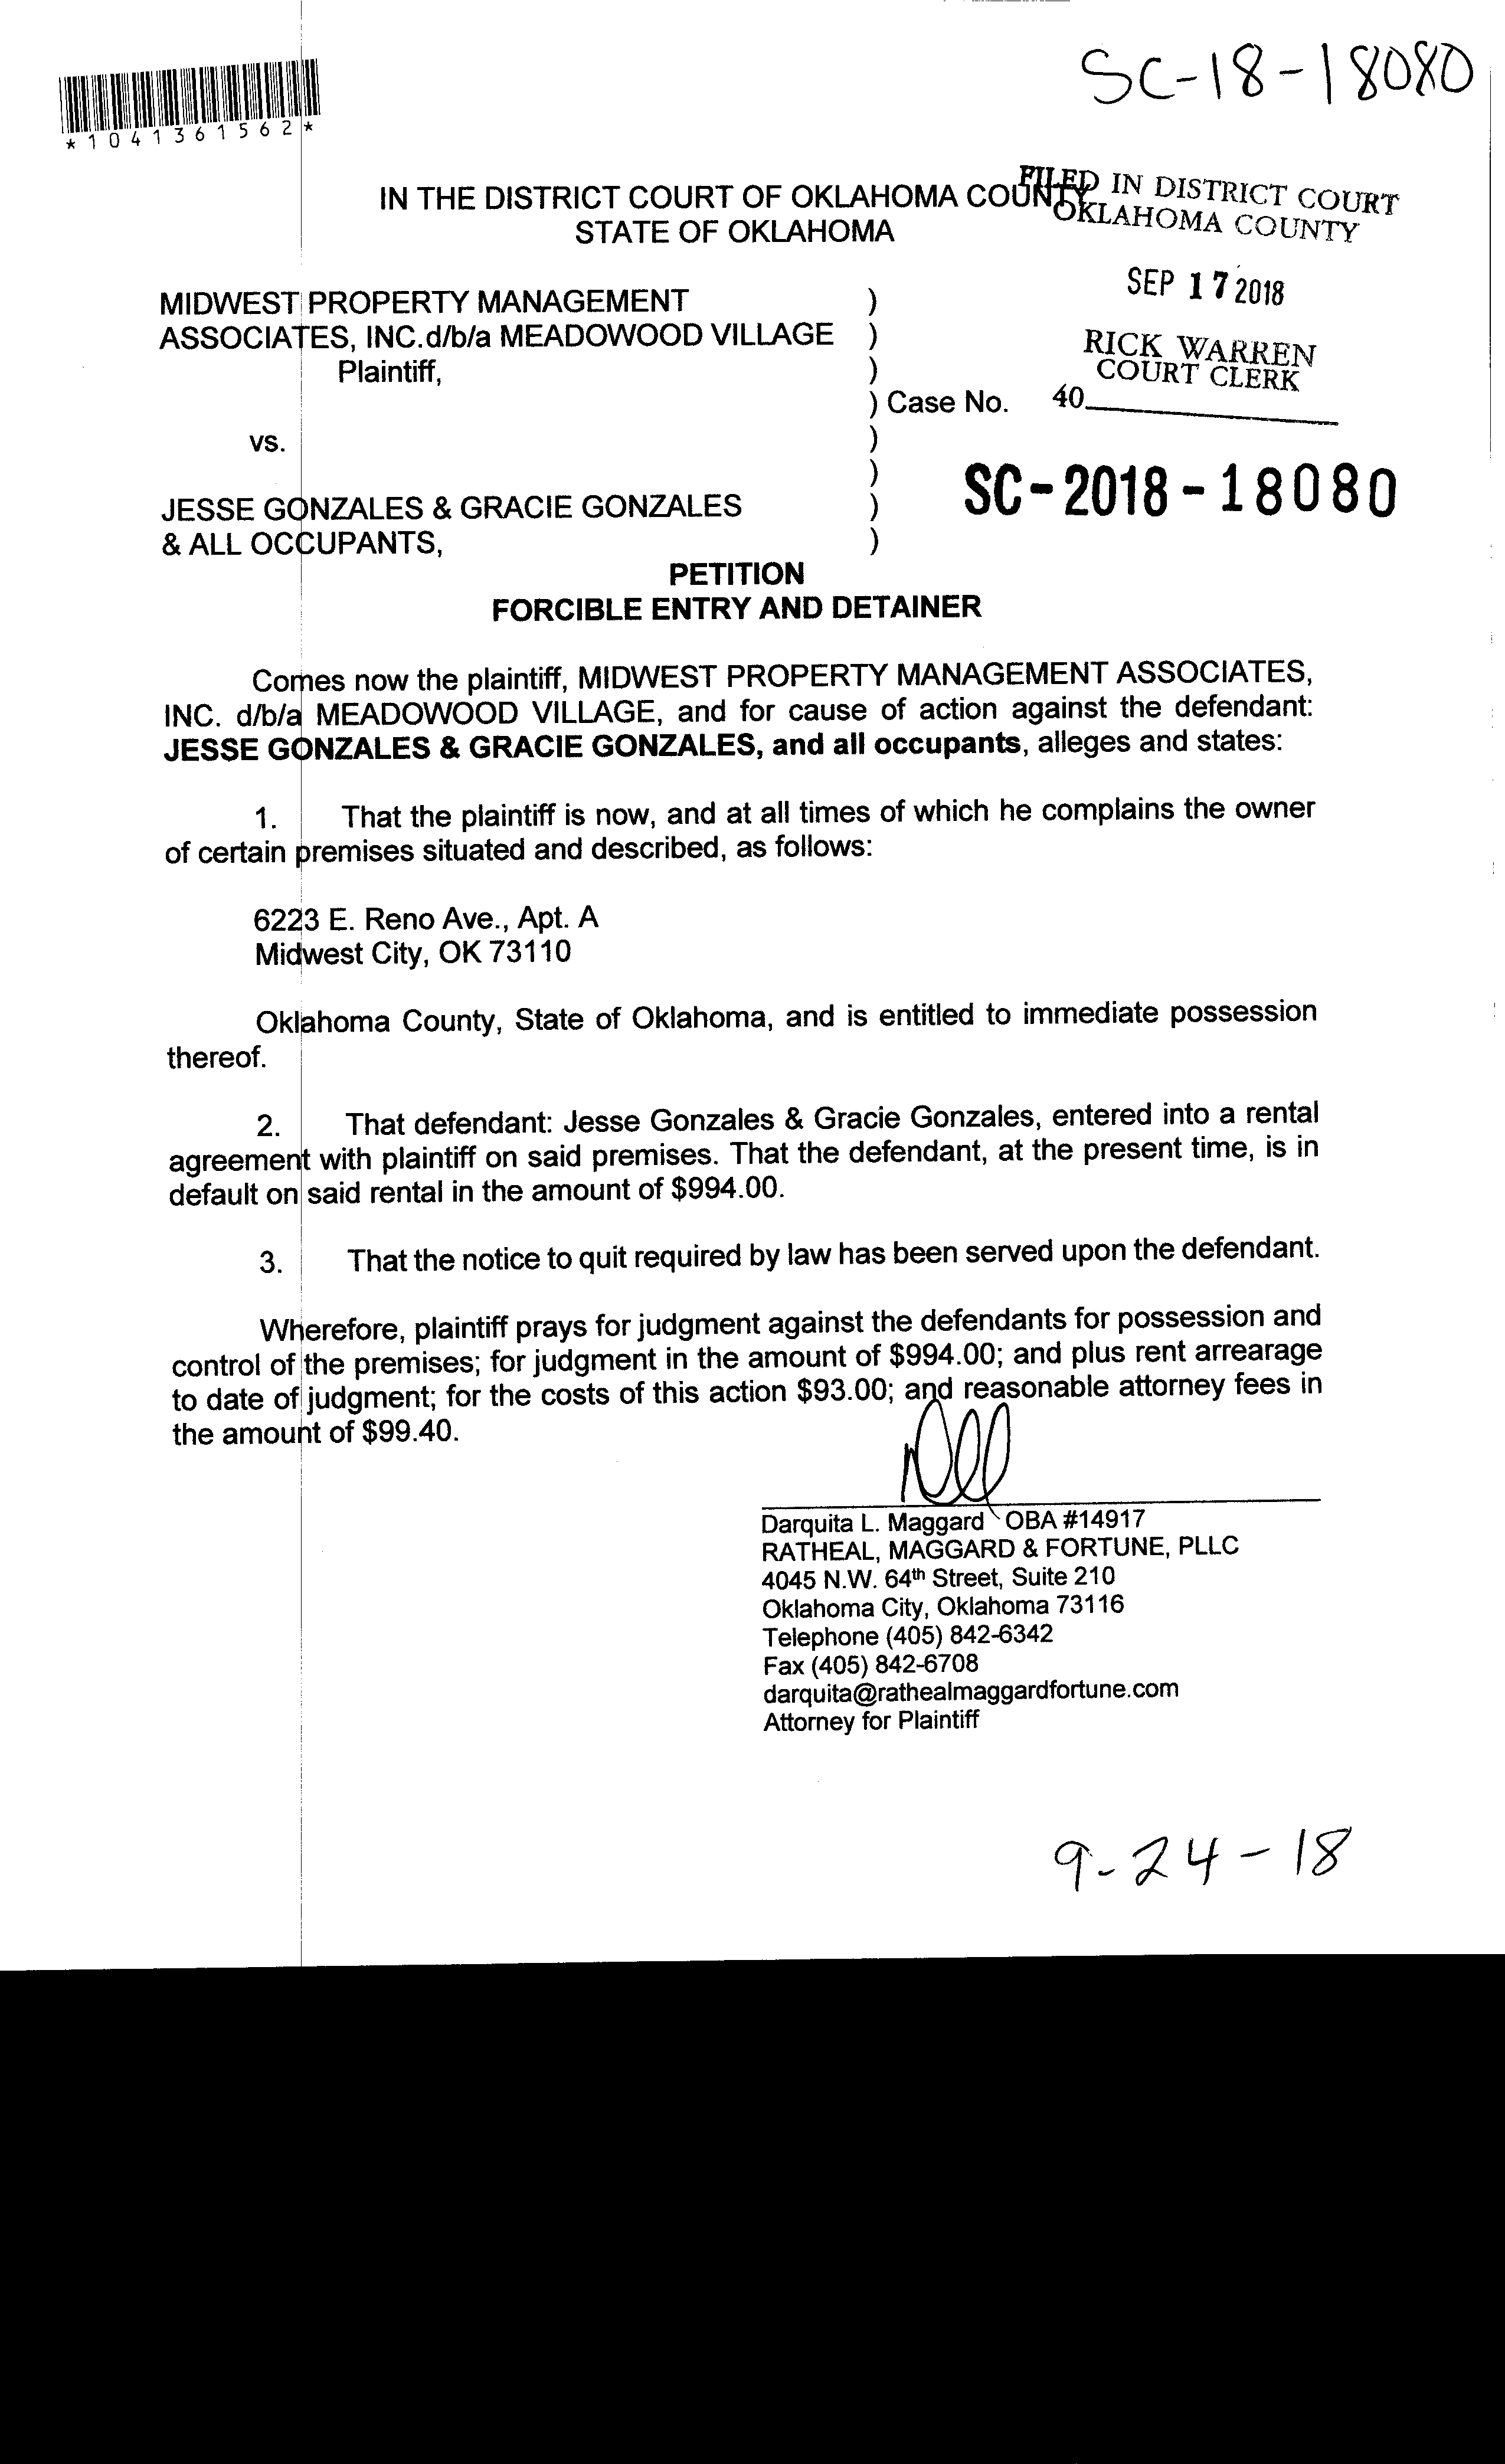 SC-18-18080
*1041361562*
IN THE DISTRICT COURT OF OKLAHOMA COUNTY
STATE OF OKLAHOMA
FILED IN DISTRICT COURT
OKLAHOMA COUNTY
SEP 17 2018
RICK WARREN
COURT CLERK
40
MIDWEST PROPERTY MANAGEMENT )
ASSOCIATES, INC.d/b/a MEADOWOOD VILLAGE )
Plaintiff, )
) Case No.
vs. )
)
SC-2018-18080
JESSE GONZALES & GRACIE GONZALES )
& ALL OCCUPANTS, )
PETITION
FORCIBLE ENTRY AND DETAINER
Comes now the plaintiff, MIDWEST PROPERTY MANAGEMENT ASSOCIATES,
INC. d/b/a MEADOWOOD VILLAGE, and for cause of action against the defendant:
JESSE GONZALES & GRACIE GONZALES, and all occupants, alleges and states:
1. That the plaintiff is now, and at all times of which he complains the owner
of certain premises situated and described, as follows:
6223 E. Reno Ave., Apt. A
Midwest City, OK 73110
Oklahoma County, State of Oklahoma, and is entitled to immediate possession
thereof.
2. That defendant: Jesse Gonzales & Gracie Gonzales, entered into a rental
agreement with plaintiff on said premises. That the defendant, at the present time, is in
default on said rental in the amount of $994.00.
3. That the notice to quit required by law has been served upon the defendant.
Wherefore, plaintiff prays for judgment against the defendants for possession and
control of the premises; for judgment in the amount of $994.00; and plus rent arrearage
to date of judgment; for the costs of this action $93.00; and reasonable attorney fees in
the amount of $99.40.
Darquita L. Maggard OBA #14917
RATHEAL, MAGGARD & FORTUNE, PLLC
4045 N.W. 64th Street, Suite 210
Oklahoma City, Oklahoma 73116
Telephone (405) 842-6342
Fax (405) 842-6708
darquita@rathealmaggardfortune.com
Attorney for Plaintiff
9-24-18